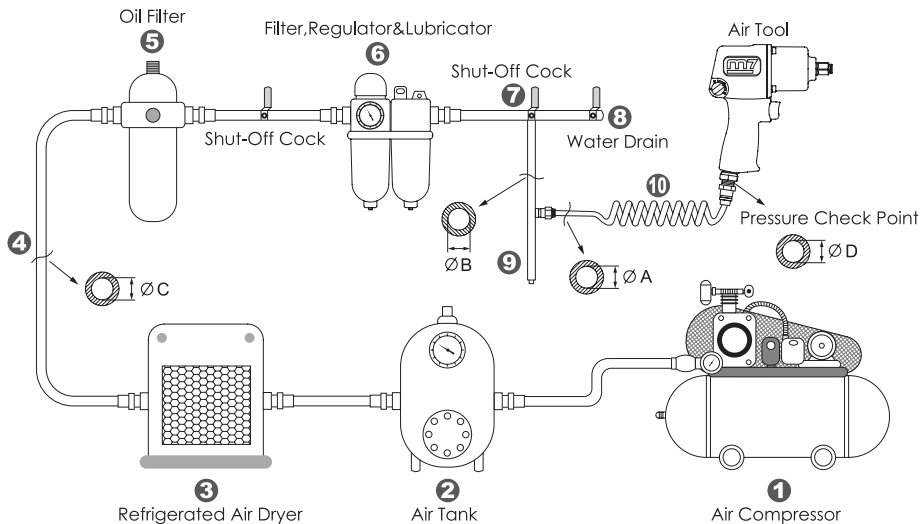 Oil Filter
5
Filter,Regulator&Lubricator
6
Air Tool
M7
Shut-Off Cock
7
8
Water Drain
Shut-Off Cock
10
Pressure Check Point
4
ØB
9
ØA
ØD
ØC
3
Refrigerated Air Dryer
2
Air Tank
1
Air Compressor